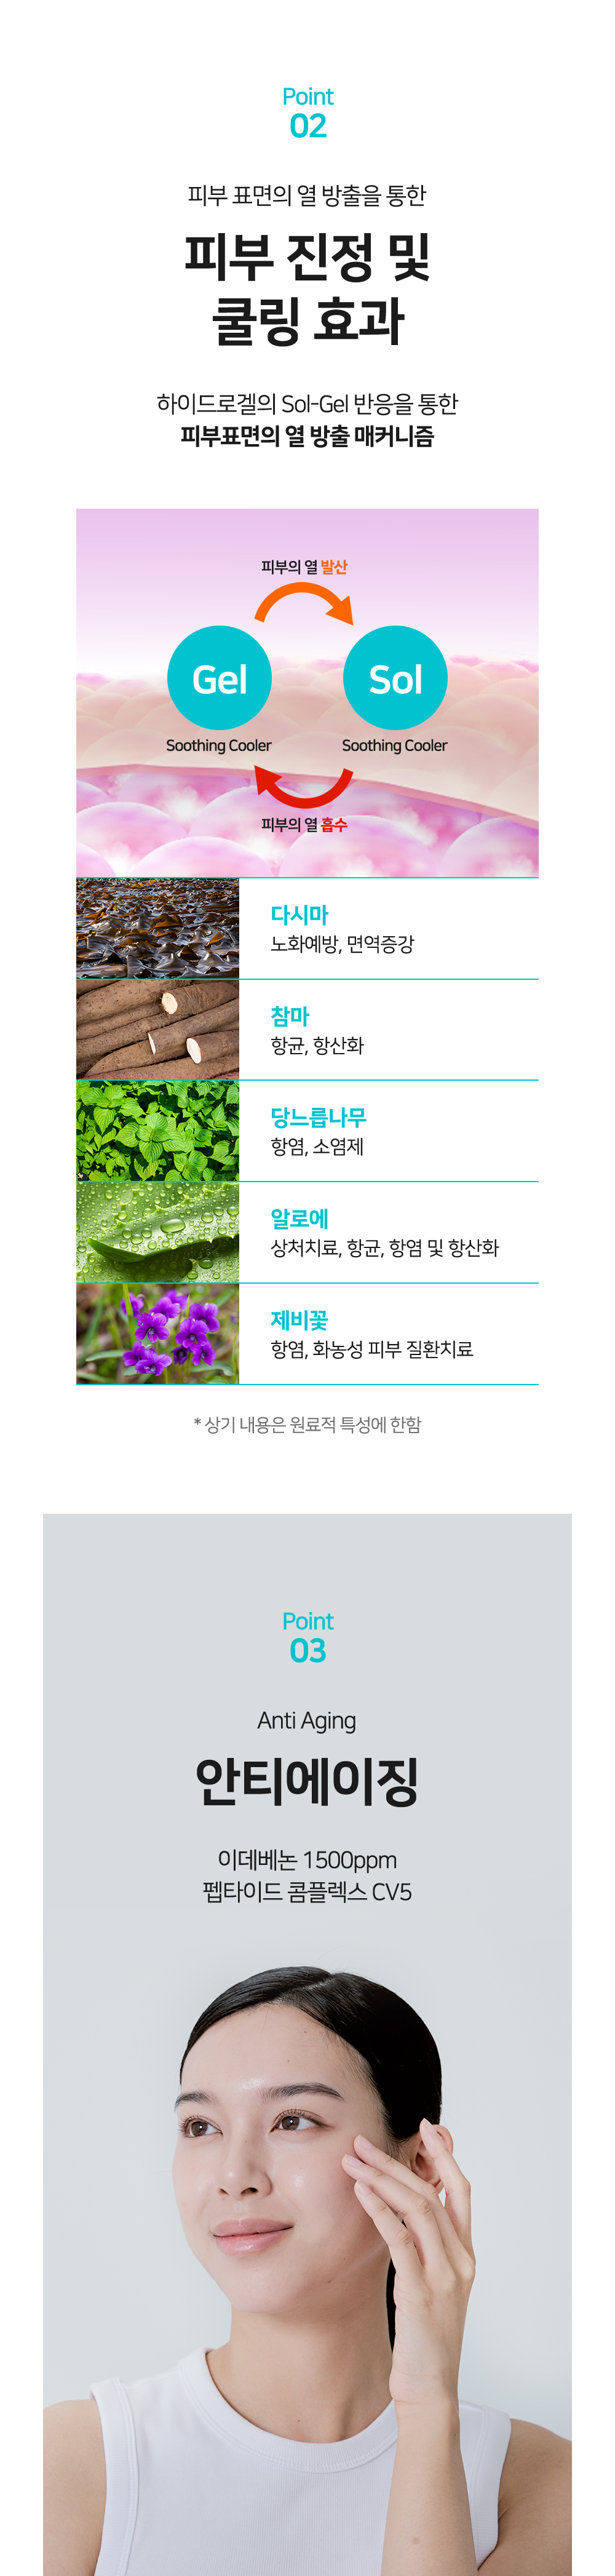 Point
02
피부 표면의 열 방출을 통한
피부 진정 및
쿨링 효과
하이드로겔의 Sol-Gel 반응을 통한
피부표면의 열 방출 매커니즘
피부의 열 발산
Gel
Sol
Soothing Cooler
Soothing Cooler
피부의 열 흡수
다시마
노화예방, 면역증강
참마
항균, 항산화
당느릅나무
항염, 소염제
알로에
상처치료, 항균, 항염 및 항산화
제비꽃
항염, 화농성 피부 질환치료
* 상기 내용은 원료적 특성에 한함
Point
03
Anti Aging
안티에이징
이데베논 1500ppm
펩타이드 콤플렉스 CV5